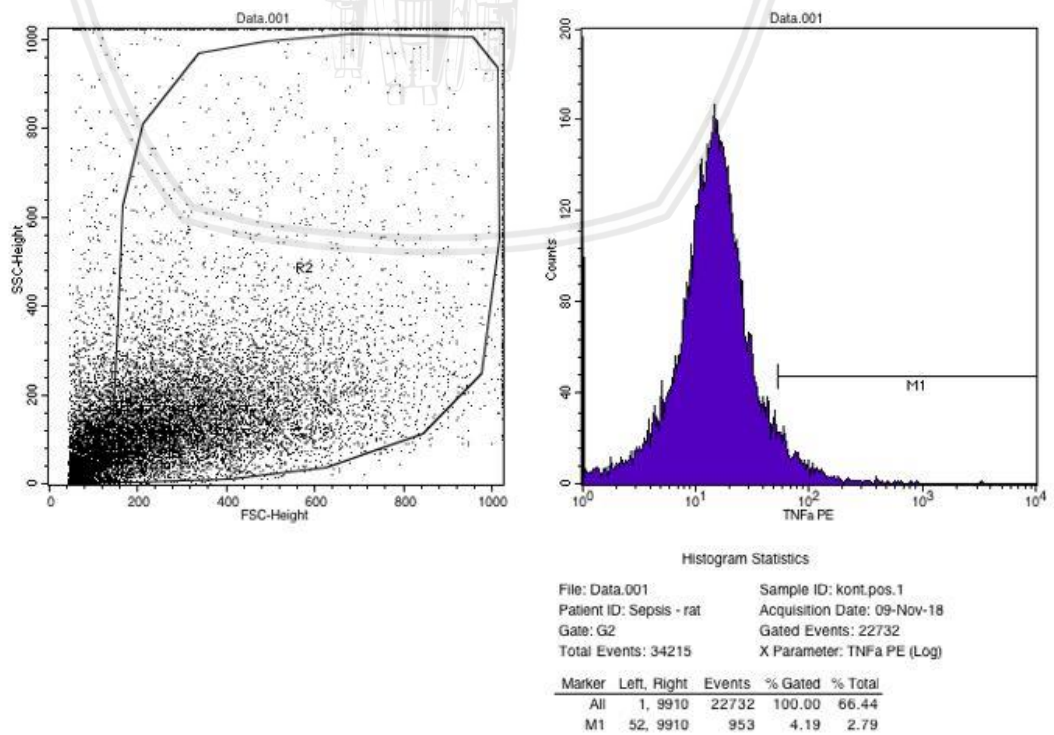 Data.001
1000
800
600
400
200
0
SSC-Height
R2
0 200 400 600 800 1000
FSC-Height
Data.001
200
160
120
80
40
0
Counts
M1
10^0 10^1 10^2 10^3 10^4
TNFa PE
Histogram Statistics
File: Data.001 Sample ID: kont.pos.1
Patient ID: Sepsis - rat Acquisition Date: 09-Nov-18
Gate: G2 Gated Events: 22732
Total Events: 34215 X Parameter: TNFa PE (Log)
Marker Left, Right Events % Gated % Total
All 1, 9910 22732 100.00 66.44
M1 52, 9910 953 4.19 2.79